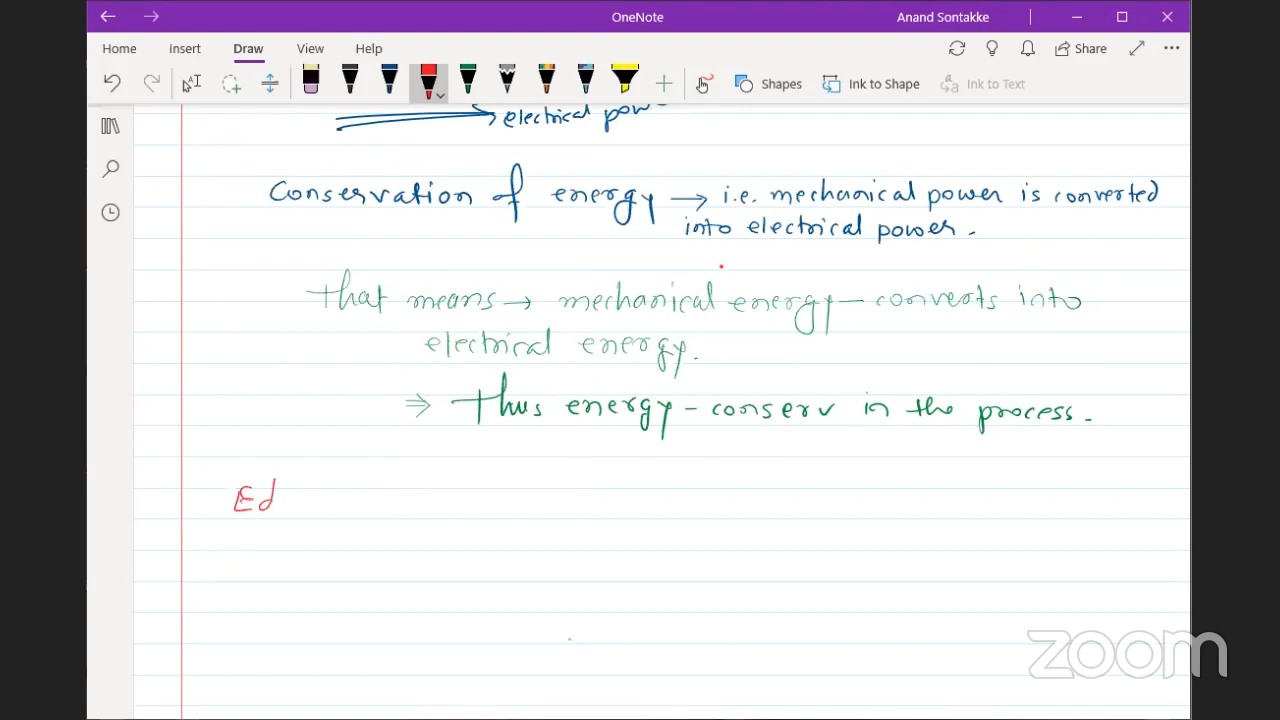 OneNote
Anand Sontakke
Home Insert Draw View Help
Share
Shapes
Ink to Shape
Ink to Text
electrical pow
Conservation of energy → i.e. mechanical power is converted
into electrical power.
that means → mechanical energy - converts into
electrical energy.
⇒ thus energy - conserv in the process.
Ed
zoom